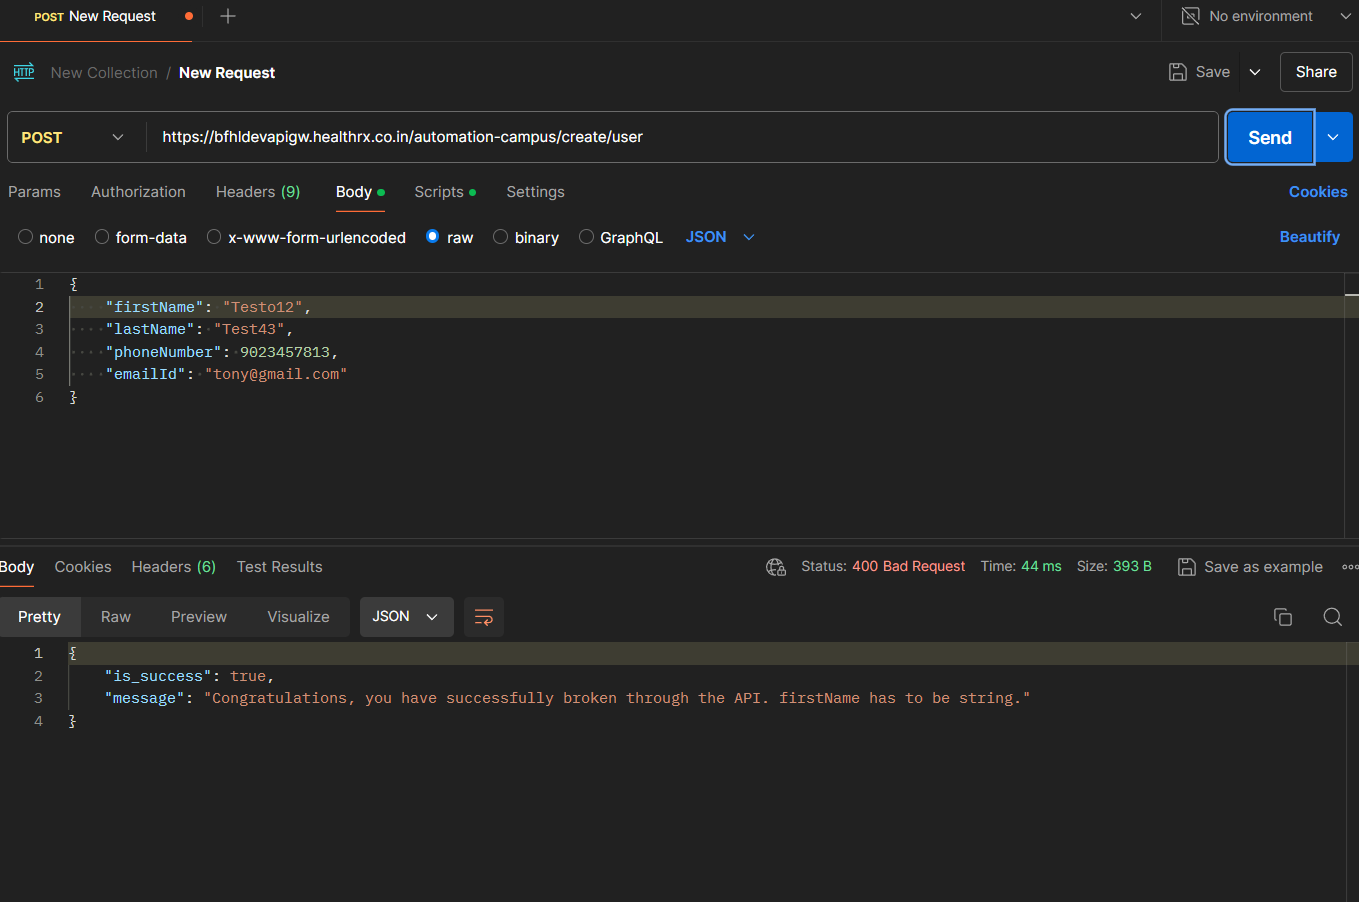 POST New Request
No environment
HTTP New Collection / New Request Save Share
POST https://bfhldevapigw.healthrx.co.in/automation-campus/create/user Send
Params Authorization Headers (9) Body Scripts Settings Cookies
none form-data x-www-form-urlencoded raw binary GraphQL JSON Beautify
1 {
2 "firstName": "Testo12",
3 "lastName": "Test43",
4 "phoneNumber": 9023457813,
5 "emailId": "tony@gmail.com"
6 }
Body Cookies Headers (6) Test Results Status: 400 Bad Request Time: 44 ms Size: 393 B Save as example
Pretty Raw Preview Visualize JSON
1 {
2 "is_success": true,
3 "message": "Congratulations, you have successfully broken through the API. firstName has to be string."
4 }